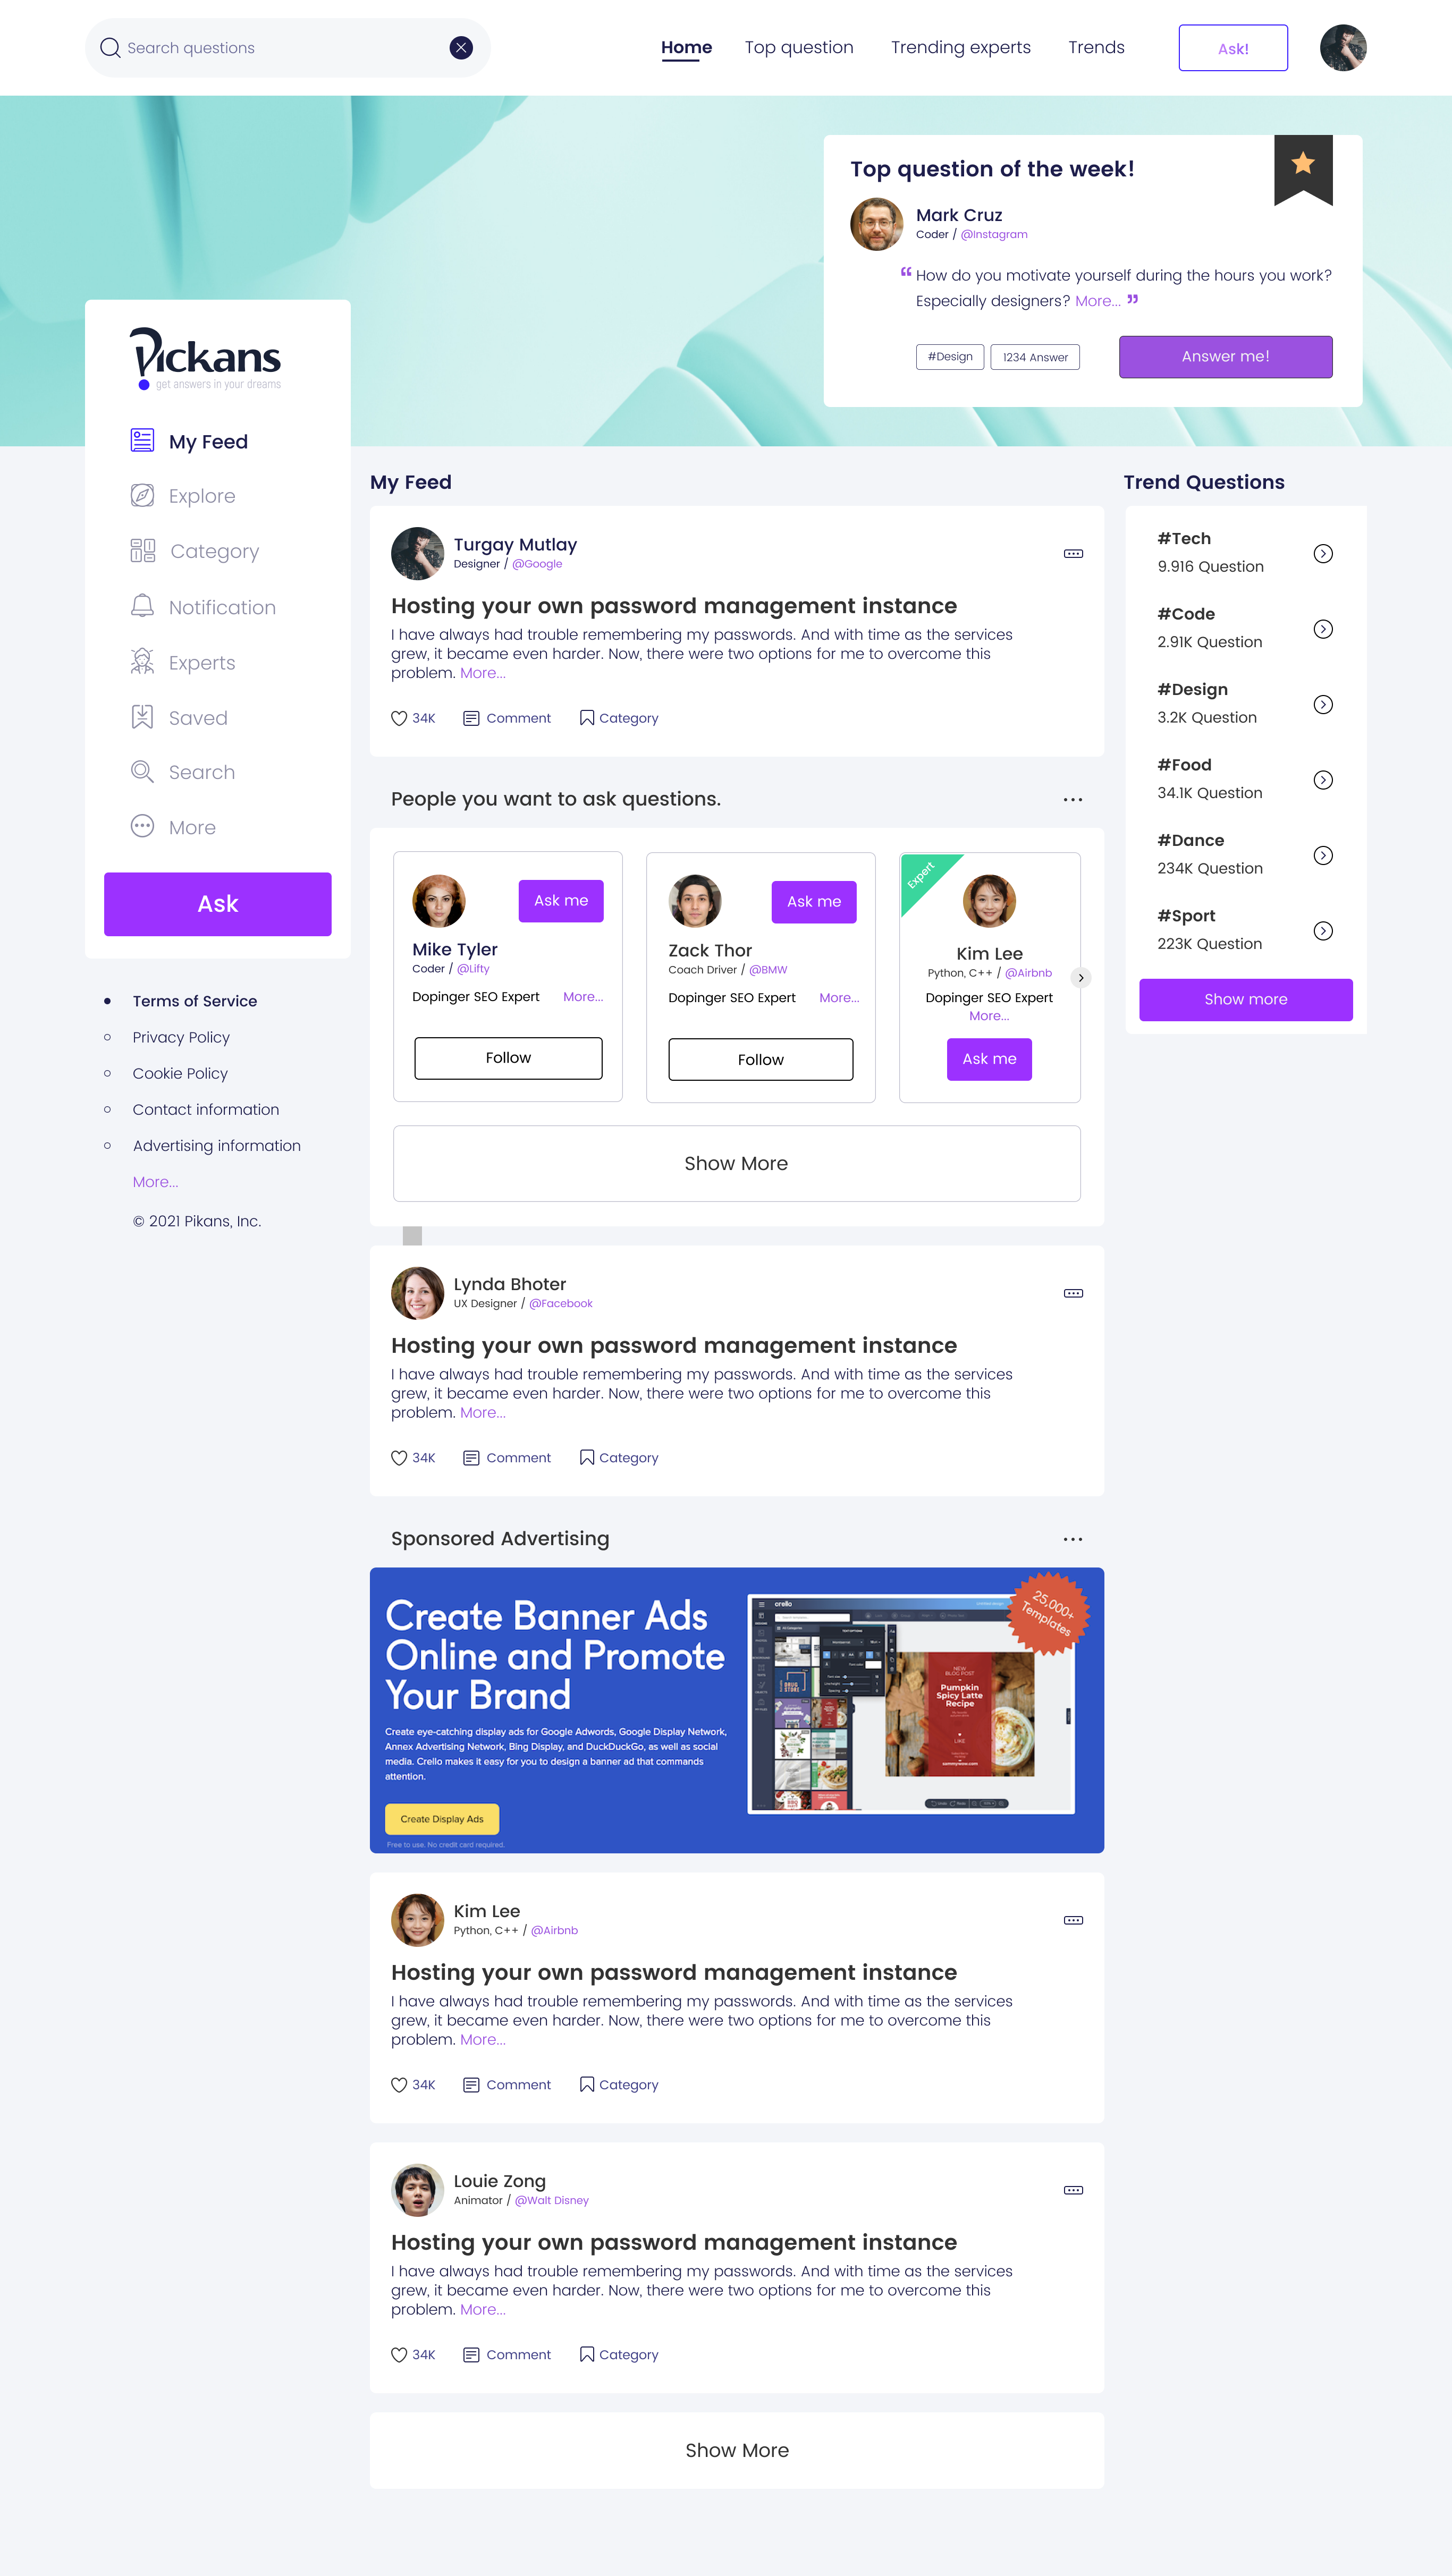 Search questions
Home
Top question
Trending experts
Trends
Ask!
Top question of the week!
Mark Cruz
Coder / @Instagram
“ How do you motivate yourself during the hours you work?
Especially designers? More... ”
#Design
1234 Answer
Answer me!
Pickans
get answers in your dreams
My Feed
Explore
Category
Notification
Experts
Saved
Search
More
Ask
Terms of Service
Privacy Policy
Cookie Policy
Contact information
Advertising information
More...
© 2021 Pikans, Inc.
My Feed
Turgay Mutlay
Designer / @Google
Hosting your own password management instance
I have always had trouble remembering my passwords. And with time as the services
grew, it became even harder. Now, there were two options for me to overcome this
problem. More...
34K
Comment
Category
People you want to ask questions.
Ask me
Mike Tyler
Coder / @Lifty
Dopinger SEO Expert
More...
Follow
Ask me
Zack Thor
Coach Driver / @BMW
Dopinger SEO Expert
More...
Follow
Expert
Kim Lee
Python, C++ / @Airbnb
Dopinger SEO Expert
More...
Ask me
Show More
Lynda Bhoter
UX Designer / @Facebook
Hosting your own password management instance
I have always had trouble remembering my passwords. And with time as the services
grew, it became even harder. Now, there were two options for me to overcome this
problem. More...
34K
Comment
Category
Sponsored Advertising
Create Banner Ads
Online and Promote
Your Brand
Create eye-catching display ads for Google Adwords, Google Display Network,
Annex Advertising Network, Bing Display, and DuckDuckGo, as well as social
media. Crello makes it easy for you to design a banner ad that commands
attention.
Create Display Ads
Free to use. No credit card required.
crello
25,000+
Templates
NEW
BLOG POST
Pumpkin
Spicy Latte
Recipe
LIKE
Kim Lee
Python, C++ / @Airbnb
Hosting your own password management instance
I have always had trouble remembering my passwords. And with time as the services
grew, it became even harder. Now, there were two options for me to overcome this
problem. More...
34K
Comment
Category
Louie Zong
Animator / @Walt Disney
Hosting your own password management instance
I have always had trouble remembering my passwords. And with time as the services
grew, it became even harder. Now, there were two options for me to overcome this
problem. More...
34K
Comment
Category
Show More
Trend Questions
#Tech
9.916 Question
#Code
2.91K Question
#Design
3.2K Question
#Food
34.1K Question
#Dance
234K Question
#Sport
223K Question
Show more